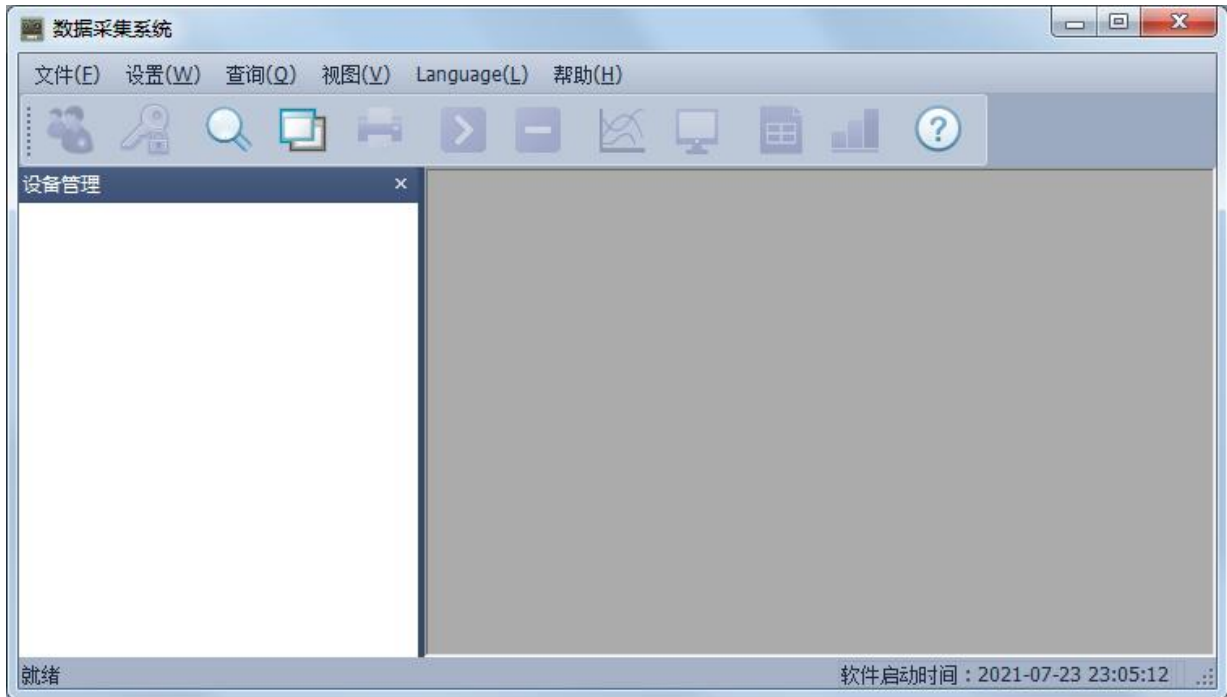 数据采集系统
文件(F) 设置(W) 查询(Q) 视图(V) Language(L) 帮助(H)
设备管理
就绪 软件启动时间：2021-07-23 23:05:12